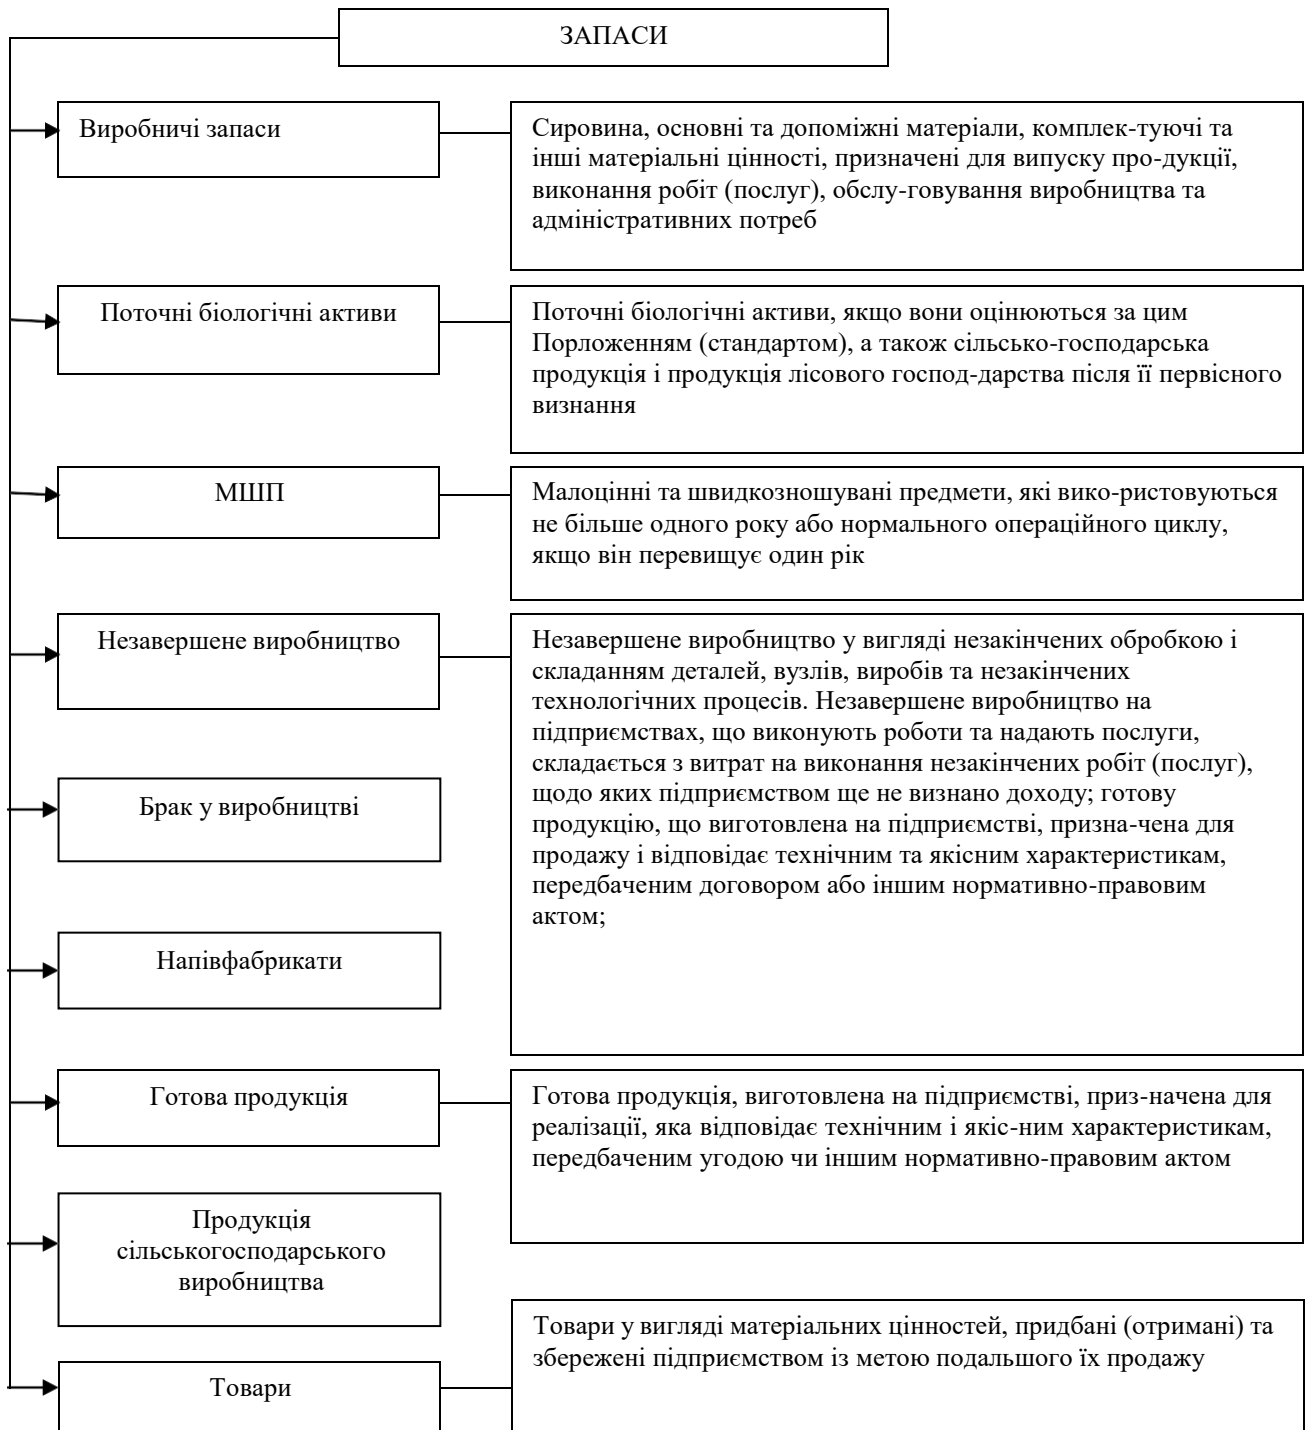 ЗАПАСИ
Виробничі запаси
Сировина, основні та допоміжні матеріали, комплек-туючі та
інші матеріальні цінності, призначені для випуску про-дукції,
виконання робіт (послуг), обслу-говування виробництва та
адміністративних потреб
Поточні біологічні активи
Поточні біологічні активи, якщо вони оцінюються за цим
Порложенням (стандартом), а також сільсько-господарська
продукція і продукція лісового господ-дарства після її первісного
визнання
МШП
Малоцінні та швидкозношувані предмети, які вико-ристовуються
не більше одного року або нормального операційного циклу,
якщо він перевищує один рік
Незавершене виробництво
Незавершене виробництво у вигляді незакінчених обробкою і
складанням деталей, вузлів, виробів та незакінчених
технологічних процесів. Незавершене виробництво на
підприємствах, що виконують роботи та надають послуги,
складається з витрат на виконання незакінчених робіт (послуг),
щодо яких підприємством ще не визнано доходу; готову
продукцію, що виготовлена на підприємстві, призна-чена для
продажу і відповідає технічним та якісним характеристикам,
передбаченим договором або іншим нормативно-правовим
актом;
Брак у виробництві
Напівфабрикати
Готова продукція
Готова продукція, виготовлена на підприємстві, приз-начена для
реалізації, яка відповідає технічним і якіс-ним характеристикам,
передбаченим угодою чи іншим нормативно-правовим актом
Продукція
сільськогосподарського
виробництва
Товари
Товари у вигляді матеріальних цінностей, придбані (отримані) та
збережені підприємством із метою подальшого їх продажу